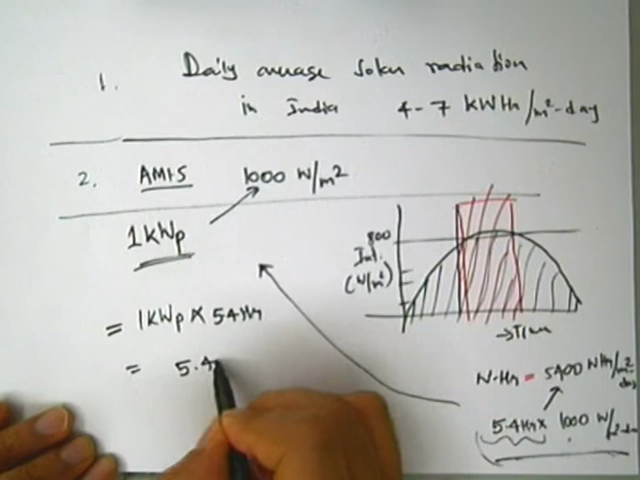 1. Daily average Solar radiation
in India 4-7 KWHr/m²-day
2. AM1.5 1000 W/m²
1KWp
= 1KWp × 5.4Hr
= 5.4
800
Int.
(W/m²)
→Time
W-Hr = 5400 WHr/m²-day
5.4Hr × 1000 W/